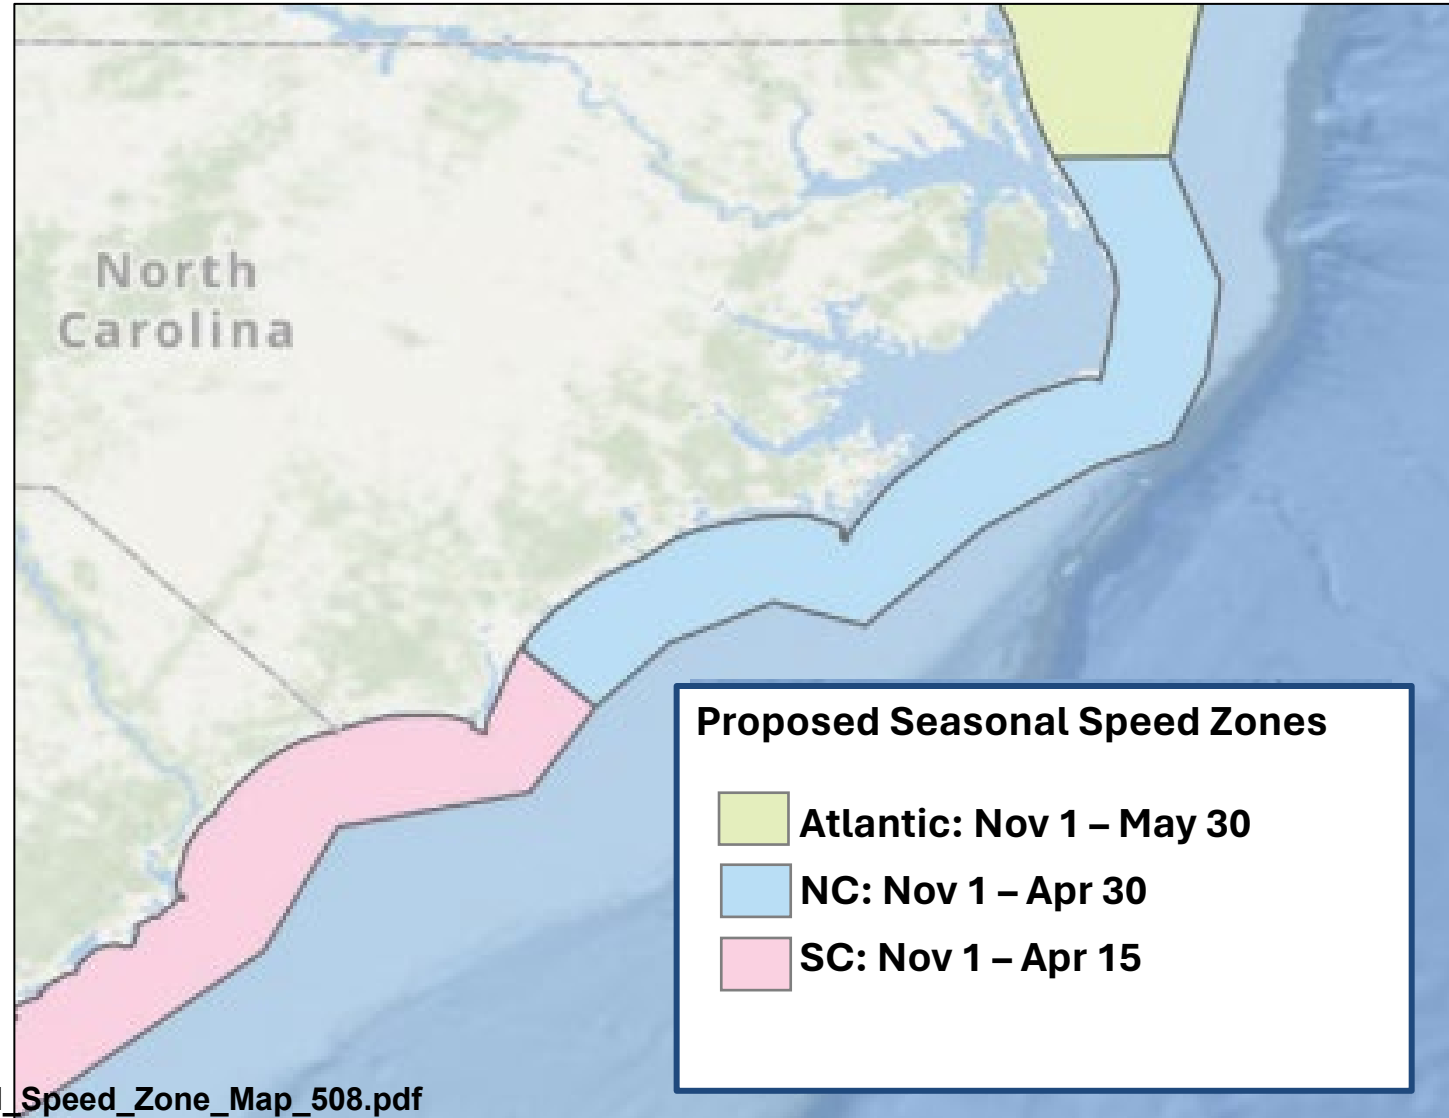 North
Carolina
Proposed Seasonal Speed Zones
Atlantic: Nov 1 – May 30
NC: Nov 1 – Apr 30
SC: Nov 1 – Apr 15
_Speed_Zone_Map_508.pdf